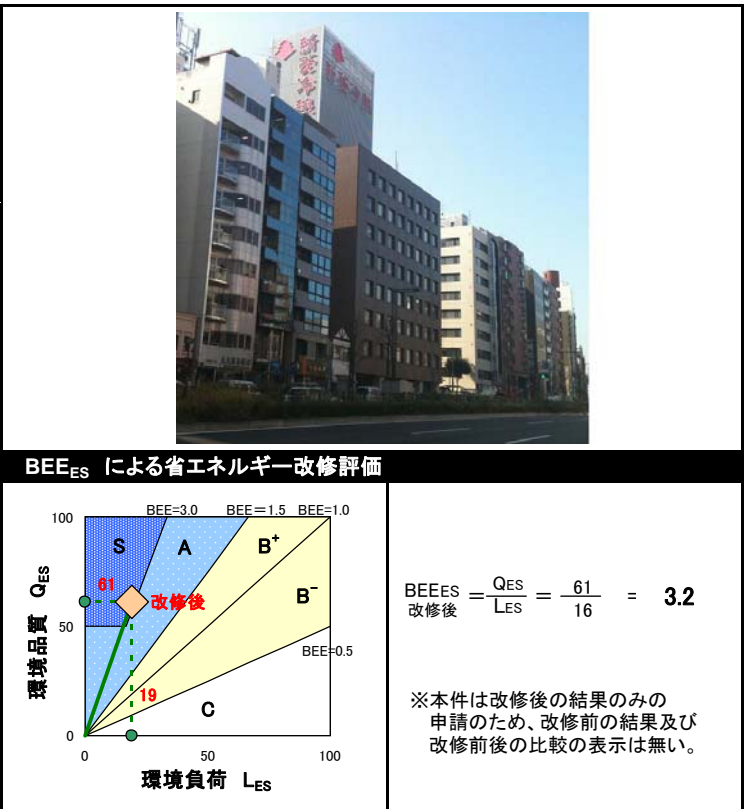 新菱冷熱
BEEES による省エネルギー改修評価
BEE=3.0 BEE=1.5 BEE=1.0
100
S A B+
61
改修後
B-
50
BEE=0.5
19
C
0
0 50 100
環境品質 QES
環境負荷 LES
BEEES 改修後 = QES / LES = 61 / 16 = 3.2
※本件は改修後の結果のみの
申請のため、改修前の結果及び
改修前後の比較の表示は無い。